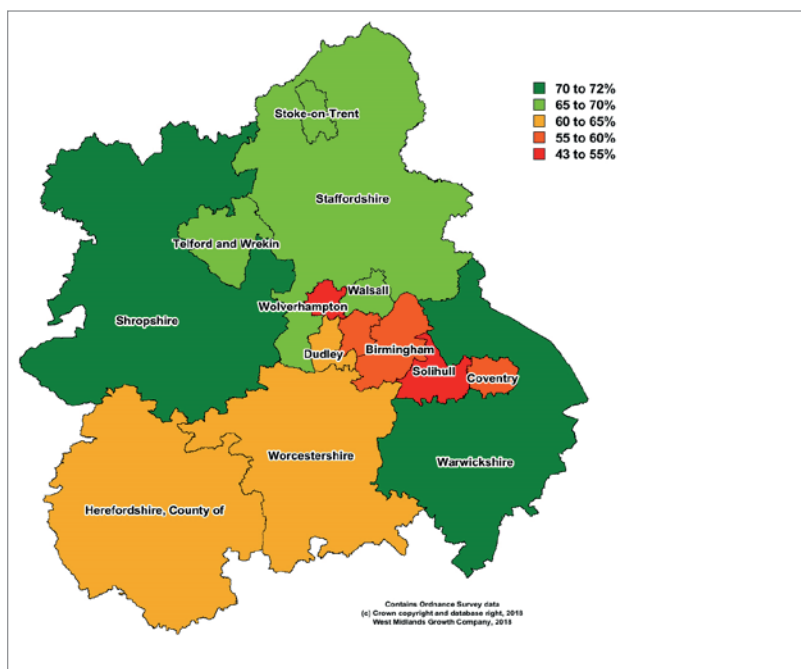 70 to 72%
65 to 70%
60 to 65%
55 to 60%
43 to 55%
Stoke-on-Trent
Staffordshire
Telford and Wrekin
Walsall
Wolverhampton
Shropshire
Dudley
Birmingham
Solihull
Coventry
Worcestershire
Warwickshire
Herefordshire, County of
Contains Ordnance Survey data
(c) Crown copyright and database right, 2018
West Midlands Growth Company, 2018